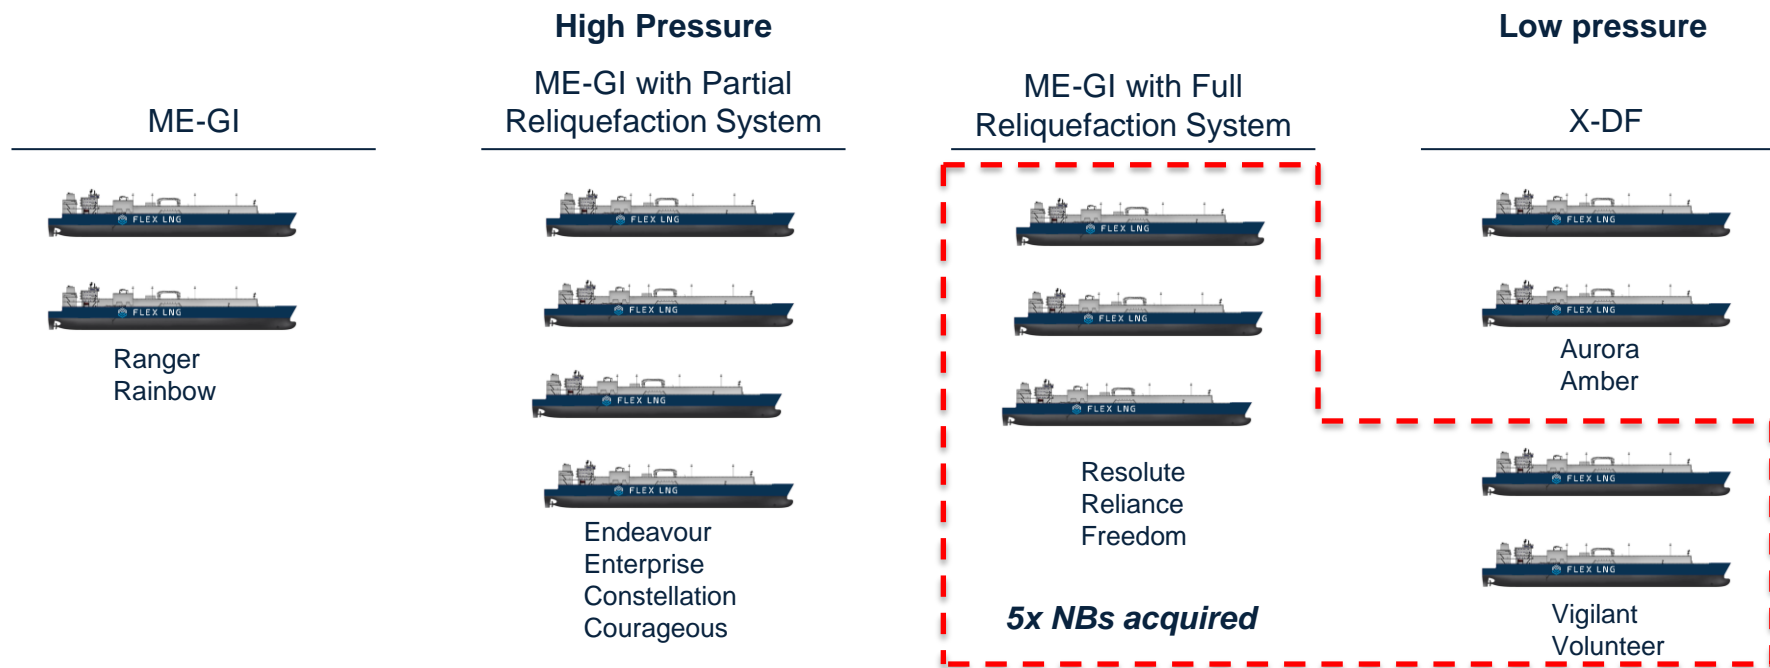 High Pressure
Low pressure
ME-GI
ME-GI with Partial
Reliquefaction System
ME-GI with Full
Reliquefaction System
X-DF
FLEX LNG
FLEX LNG
Ranger
Rainbow
FLEX LNG
FLEX LNG
FLEX LNG
FLEX LNG
Endeavour
Enterprise
Constellation
Courageous
FLEX LNG
FLEX LNG
FLEX LNG
Resolute
Reliance
Freedom
5x NBs acquired
FLEX LNG
FLEX LNG
Aurora
Amber
FLEX LNG
FLEX LNG
Vigilant
Volunteer